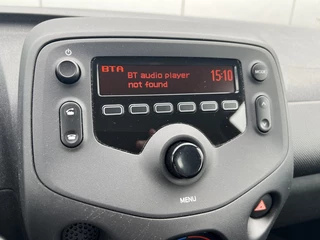 BTA
BT audio player
not found
15:10
MENU